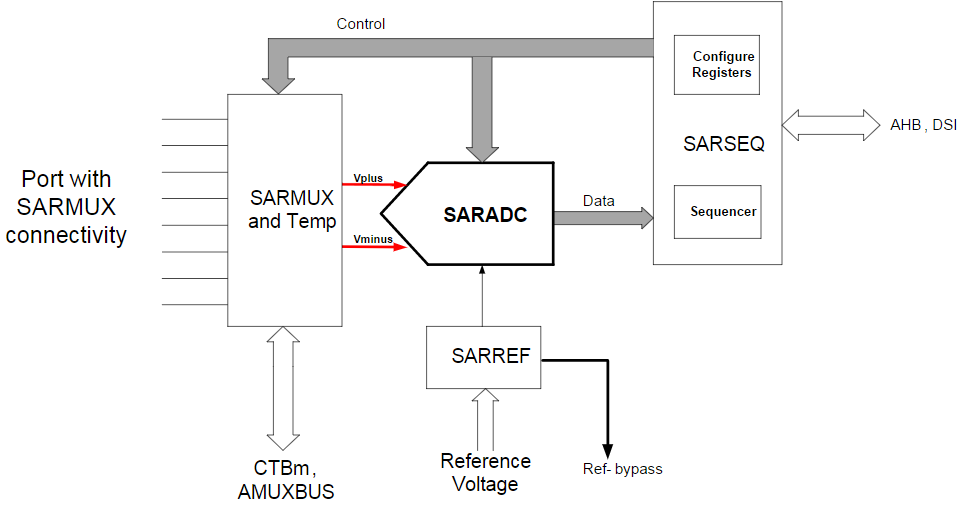 Control
Configure
Registers
SARSEQ
AHB , DSI
Port with
SARMUX
connectivity
SARMUX
and Temp
Vplus
Vminus
SARADC
Data
Sequencer
SARREF
CTBm ,
AMUXBUS
Reference
Voltage
Ref- bypass